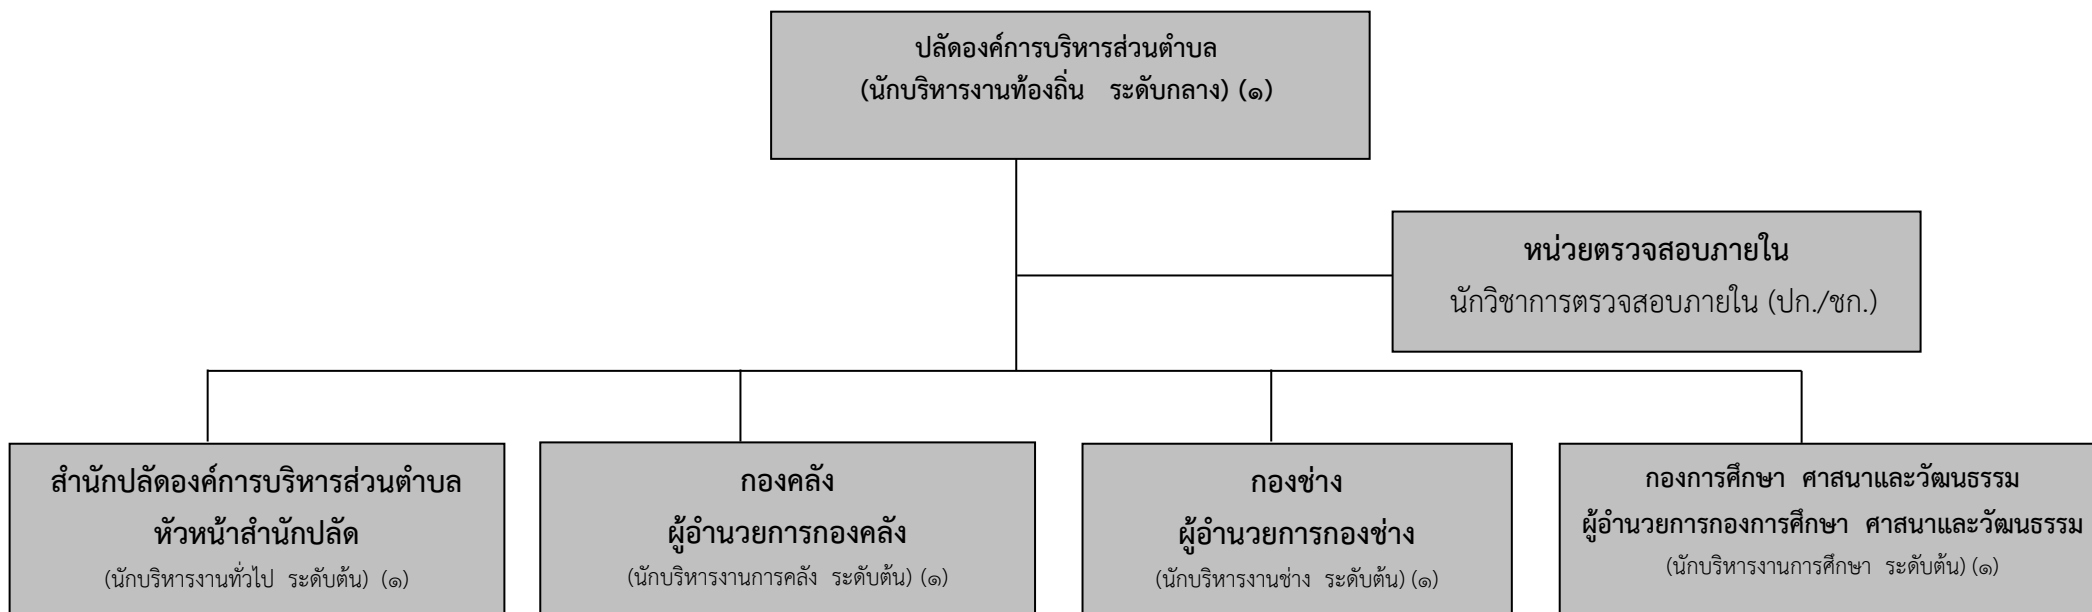 ปลัดองค์การบริหารส่วนตำบล
(นักบริหารงานท้องถิ่น ระดับกลาง) (๑)
หน่วยตรวจสอบภายใน
นักวิชาการตรวจสอบภายใน (ปก./ชก.)
สำนักปลัดองค์การบริหารส่วนตำบล
หัวหน้าสำนักปลัด
(นักบริหารงานทั่วไป ระดับต้น) (๑)
กองคลัง
ผู้อำนวยการกองคลัง
(นักบริหารงานการคลัง ระดับต้น) (๑)
กองช่าง
ผู้อำนวยการกองช่าง
(นักบริหารงานช่าง ระดับต้น) (๑)
กองการศึกษา ศาสนาและวัฒนธรรม
ผู้อำนวยการกองการศึกษา ศาสนาและวัฒนธรรม
(นักบริหารงานการศึกษา ระดับต้น) (๑)